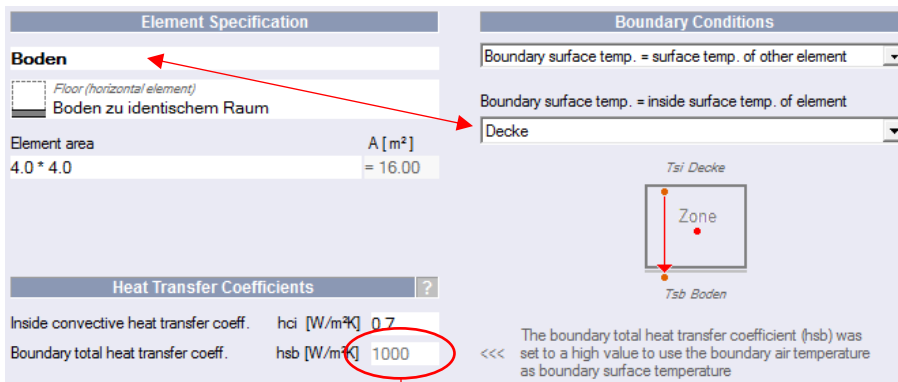 Element Specification
Boden
Floor (horizontal element)
Boden zu identischem Raum
Element area A [m²]
4.0 * 4.0 = 16.00
Heat Transfer Coefficients ?
Inside convective heat transfer coeff. hci [W/m²K] 0.7
Boundary total heat transfer coeff. hsb [W/m²K] 1000
Boundary Conditions
Boundary surface temp. = surface temp. of other element
Boundary surface temp. = inside surface temp. of element
Decke
Tsi Decke
Zone
Tsb Boden
<<< The boundary total heat transfer coefficient (hsb) was
set to a high value to use the boundary air temperature
as boundary surface temperature